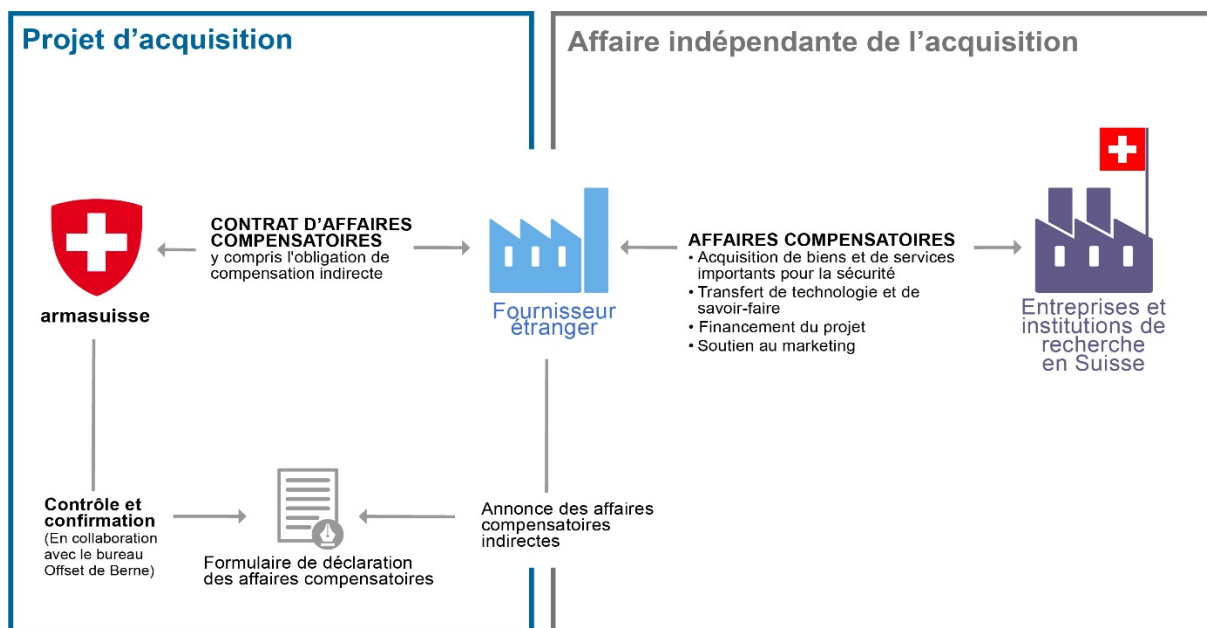 Projet d’acquisition
Affaire indépendante de l’acquisition
CONTRAT D’AFFAIRES
COMPENSATOIRES
y compris l'obligation de
compensation indirecte
armasuisse
Fournisseur
étranger
AFFAIRES COMPENSATOIRES
• Acquisition de biens et de services
importants pour la sécurité
• Transfert de technologie et de
savoir-faire
• Financement du projet
• Soutien au marketing
Entreprises et
institutions de
recherche
en Suisse
Contrôle et
confirmation
(En collaboration
avec le bureau
Offset de Berne)
Formulaire de déclaration
des affaires compensatoires
Annonce des affaires
compensatoires
indirectes